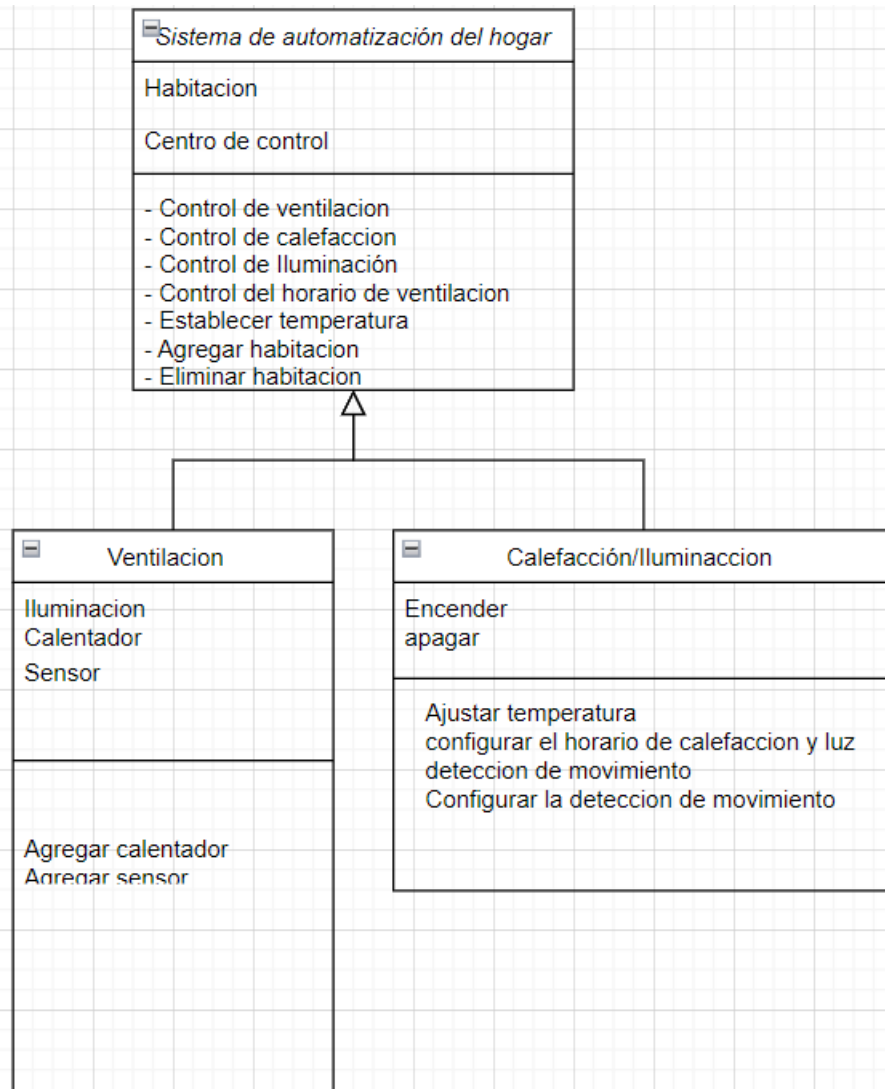 Sistema de automatización del hogar
Habitacion
Centro de control
- Control de ventilacion
- Control de calefaccion
- Control de Iluminación
- Control del horario de ventilacion
- Establecer temperatura
- Agregar habitacion
- Eliminar habitacion
Ventilacion
Iluminacion
Calentador
Sensor
Agregar calentador
Agregar sensor
Calefacción/Iluminaccion
Encender
apagar
Ajustar temperatura
configurar el horario de calefaccion y luz
deteccion de movimiento
Configurar la deteccion de movimiento